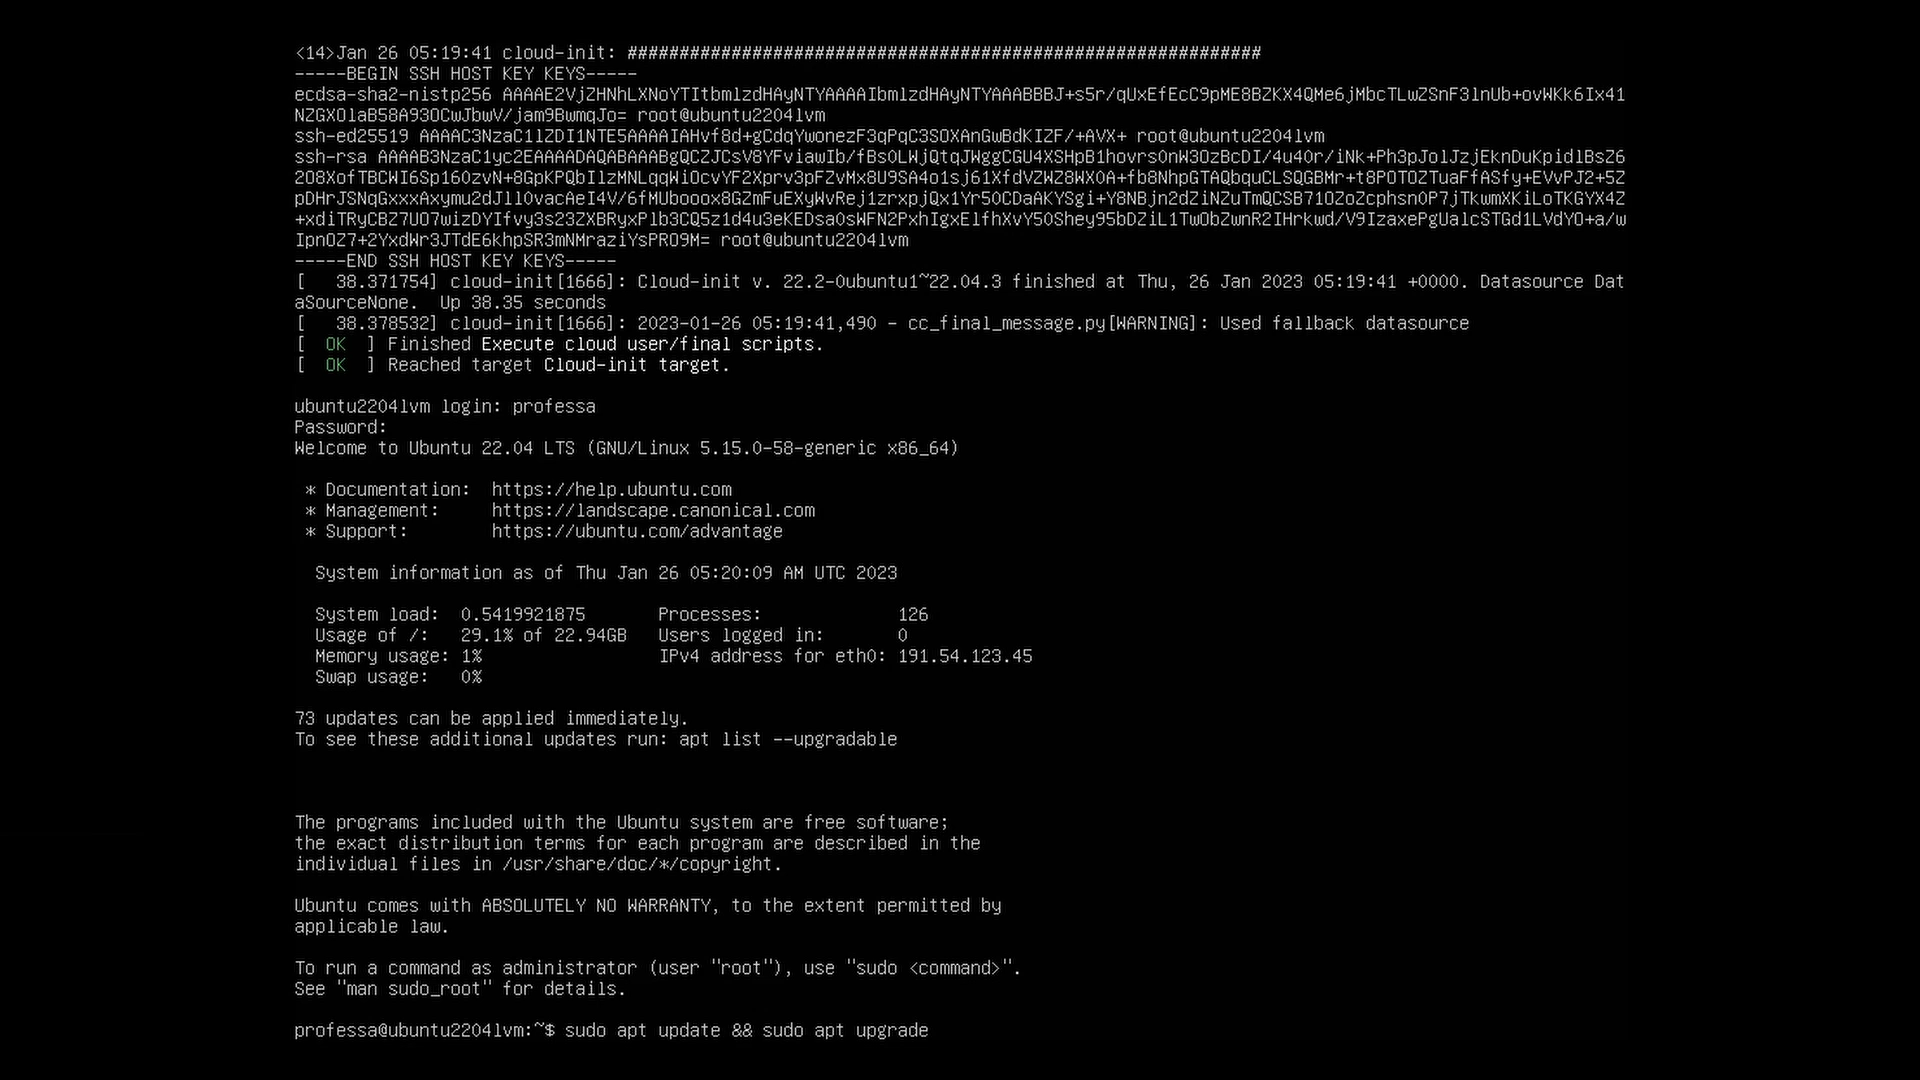 <14>Jan 26 05:19:41 cloud-init: #############################################################
-----BEGIN SSH HOST KEY KEYS-----
ecdsa-sha2-nistp256 AAAAE2VjZHNhLXNoYTItbmlzdHAyNTYAAAAIbmlzdHAyNTYAAABBBJ+s5r/qUxEfEcC9pME8BZKX4QMe6jMbcTLwZSnF3lnUb+ovWKk6Ix41
NZGXOlaB58A93OCwJbwV/jam9BwmqJo= root@ubuntu2204lvm
ssh-ed25519 AAAAC3NzaC1lZDI1NTE5AAAAIAHvf8d+gCdqYwonezF3qPqC3SOXAnGwBdKIZF/+AVX+ root@ubuntu2204lvm
ssh-rsa AAAAB3NzaC1yc2EAAAADAQABAAABgQCZJCsV8YFviawIb/fBsOLWjQtqJWggCGU4XSHpB1hovrsOnW3OzBcDI/4u4Or/iNk+Ph3pJolJzjEknDuKpidlBsZ6
2O8XofTBCWI6Sp16OzvN+8GpKPQbIlzMNLqqWiOcvYF2Xprv3pFZvMx8U9SA4o1sj61XfdVZWZ8WXOA+fb8NhpGTAQbquCLSQGBMr+t8POTOZTuaFfASfy+EVvPJ2+5Z
pDHrJSNqGxxxAxymu2dJllOvacAeI4V/6fMUbooox8GZmFuEXyWvRej1zrxpjQx1Yr5OCDaAKYSgi+Y8NBjn2dZiNZuTmQCSB71OZoZcphsnOP7jTkwmXKiLoTKGYX4Z
+xdiTRyCBZ7UO7wizDYIfvy3s23ZXBRyxPlb3CQ5z1d4u3eKEDsaOsWFN2PxhIgxElfhXvY5OShey95bDZiL1TwObZwnR2IHrkwd/V9IzaxePgUalcSTGd1LVdYO+a/w
IpnOZ7+2YxdWr3JTdE6khpSR3mNMraziYsPRO9M= root@ubuntu2204lvm
-----END SSH HOST KEY KEYS-----
[   38.371754] cloud-init[1666]: Cloud-init v. 22.2-0ubuntu1~22.04.3 finished at Thu, 26 Jan 2023 05:19:41 +0000. Datasource Dat
aSourceNone.  Up 38.35 seconds
[   38.378532] cloud-init[1666]: 2023-01-26 05:19:41,490 - cc_final_message.py[WARNING]: Used fallback datasource
[  OK  ] Finished Execute cloud user/final scripts.
[  OK  ] Reached target Cloud-init target.
ubuntu2204lvm login: professa
Password:
Welcome to Ubuntu 22.04 LTS (GNU/Linux 5.15.0-58-generic x86_64)
* Documentation:  https://help.ubuntu.com
* Management:     https://landscape.canonical.com
* Support:        https://ubuntu.com/advantage
System information as of Thu Jan 26 05:20:09 AM UTC 2023
System load:  0.5419921875       Processes:             126
Usage of /:   29.1% of 22.94GB   Users logged in:       0
Memory usage: 1%                 IPv4 address for eth0: 191.54.123.45
Swap usage:   0%
73 updates can be applied immediately.
To see these additional updates run: apt list --upgradable
The programs included with the Ubuntu system are free software;
the exact distribution terms for each program are described in the
individual files in /usr/share/doc/*/copyright.
Ubuntu comes with ABSOLUTELY NO WARRANTY, to the extent permitted by
applicable law.
To run a command as administrator (user "root"), use "sudo <command>".
See "man sudo_root" for details.
professa@ubuntu2204lvm:~$ sudo apt update && sudo apt upgrade